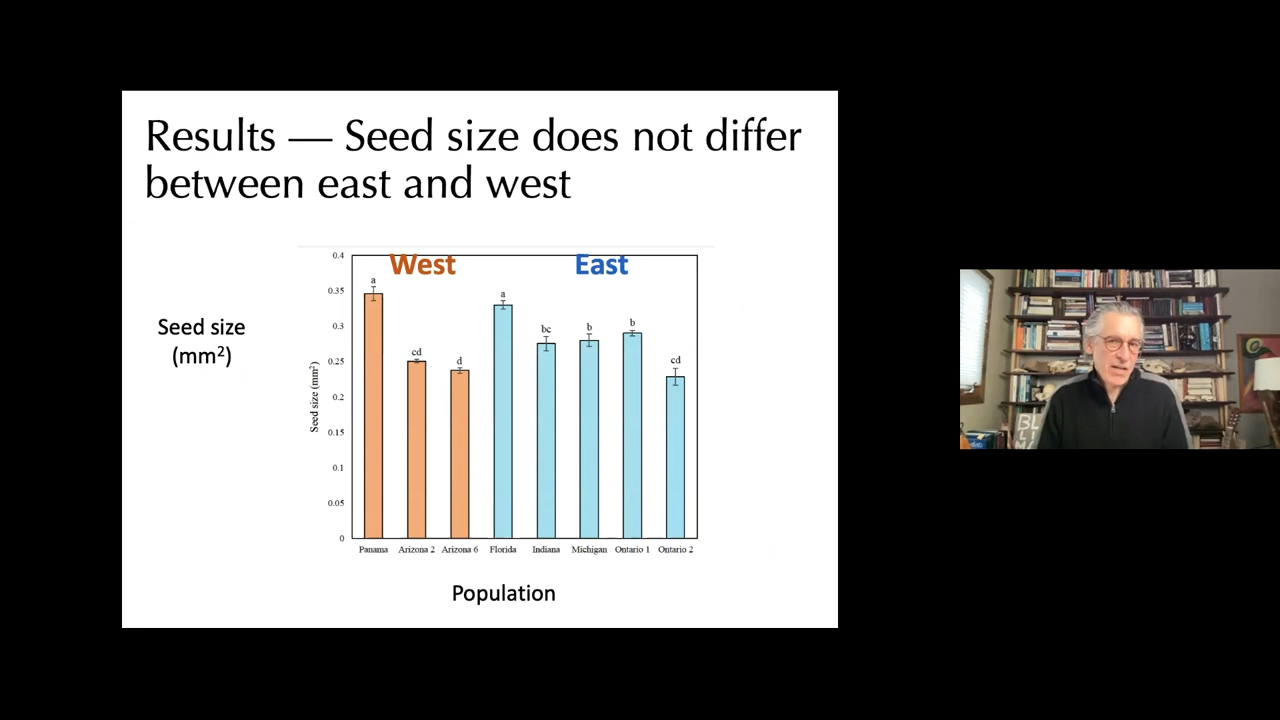 Results — Seed size does not differ
between east and west
West
East
Seed size
(mm²)
Seed size (mm²)
0.4
0.35
0.3
0.25
0.2
0.15
0.1
0.05
0
a
cd
d
a
bc
b
b
cd
Panama
Arizona 2
Arizona 6
Florida
Indiana
Michigan
Ontario 1
Ontario 2
Population